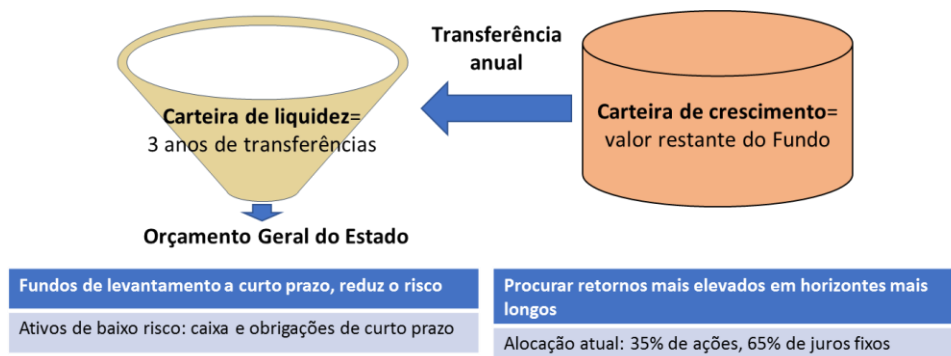 Transferência
anual
Carteira de liquidez=
3 anos de transferências
Carteira de crescimento=
valor restante do Fundo
Orçamento Geral do Estado
Fundos de levantamento a curto prazo, reduz o risco
Ativos de baixo risco: caixa e obrigações de curto prazo
Procurar retornos mais elevados em horizontes mais
longos
Alocação atual: 35% de ações, 65% de juros fixos